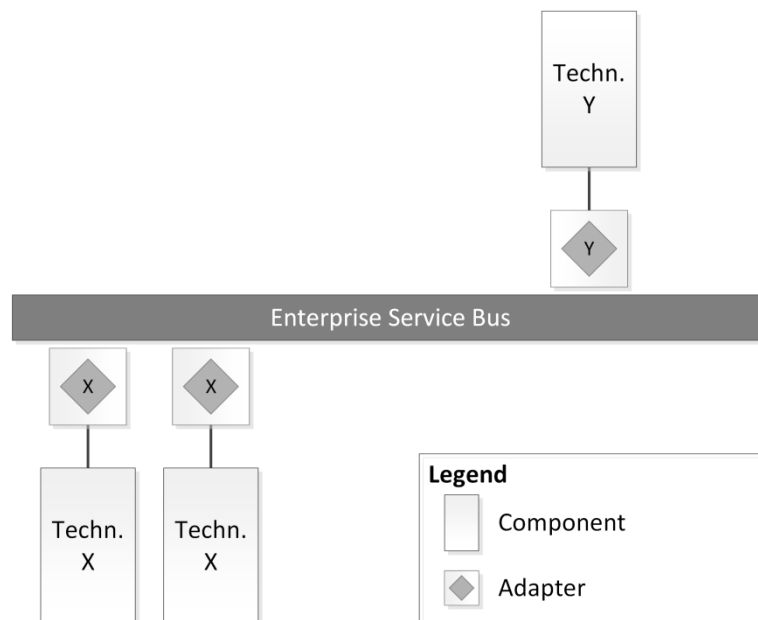 Techn.
Y
Y
Enterprise Service Bus
X
X
Techn.
X
Techn.
X
Legend
Component
Adapter